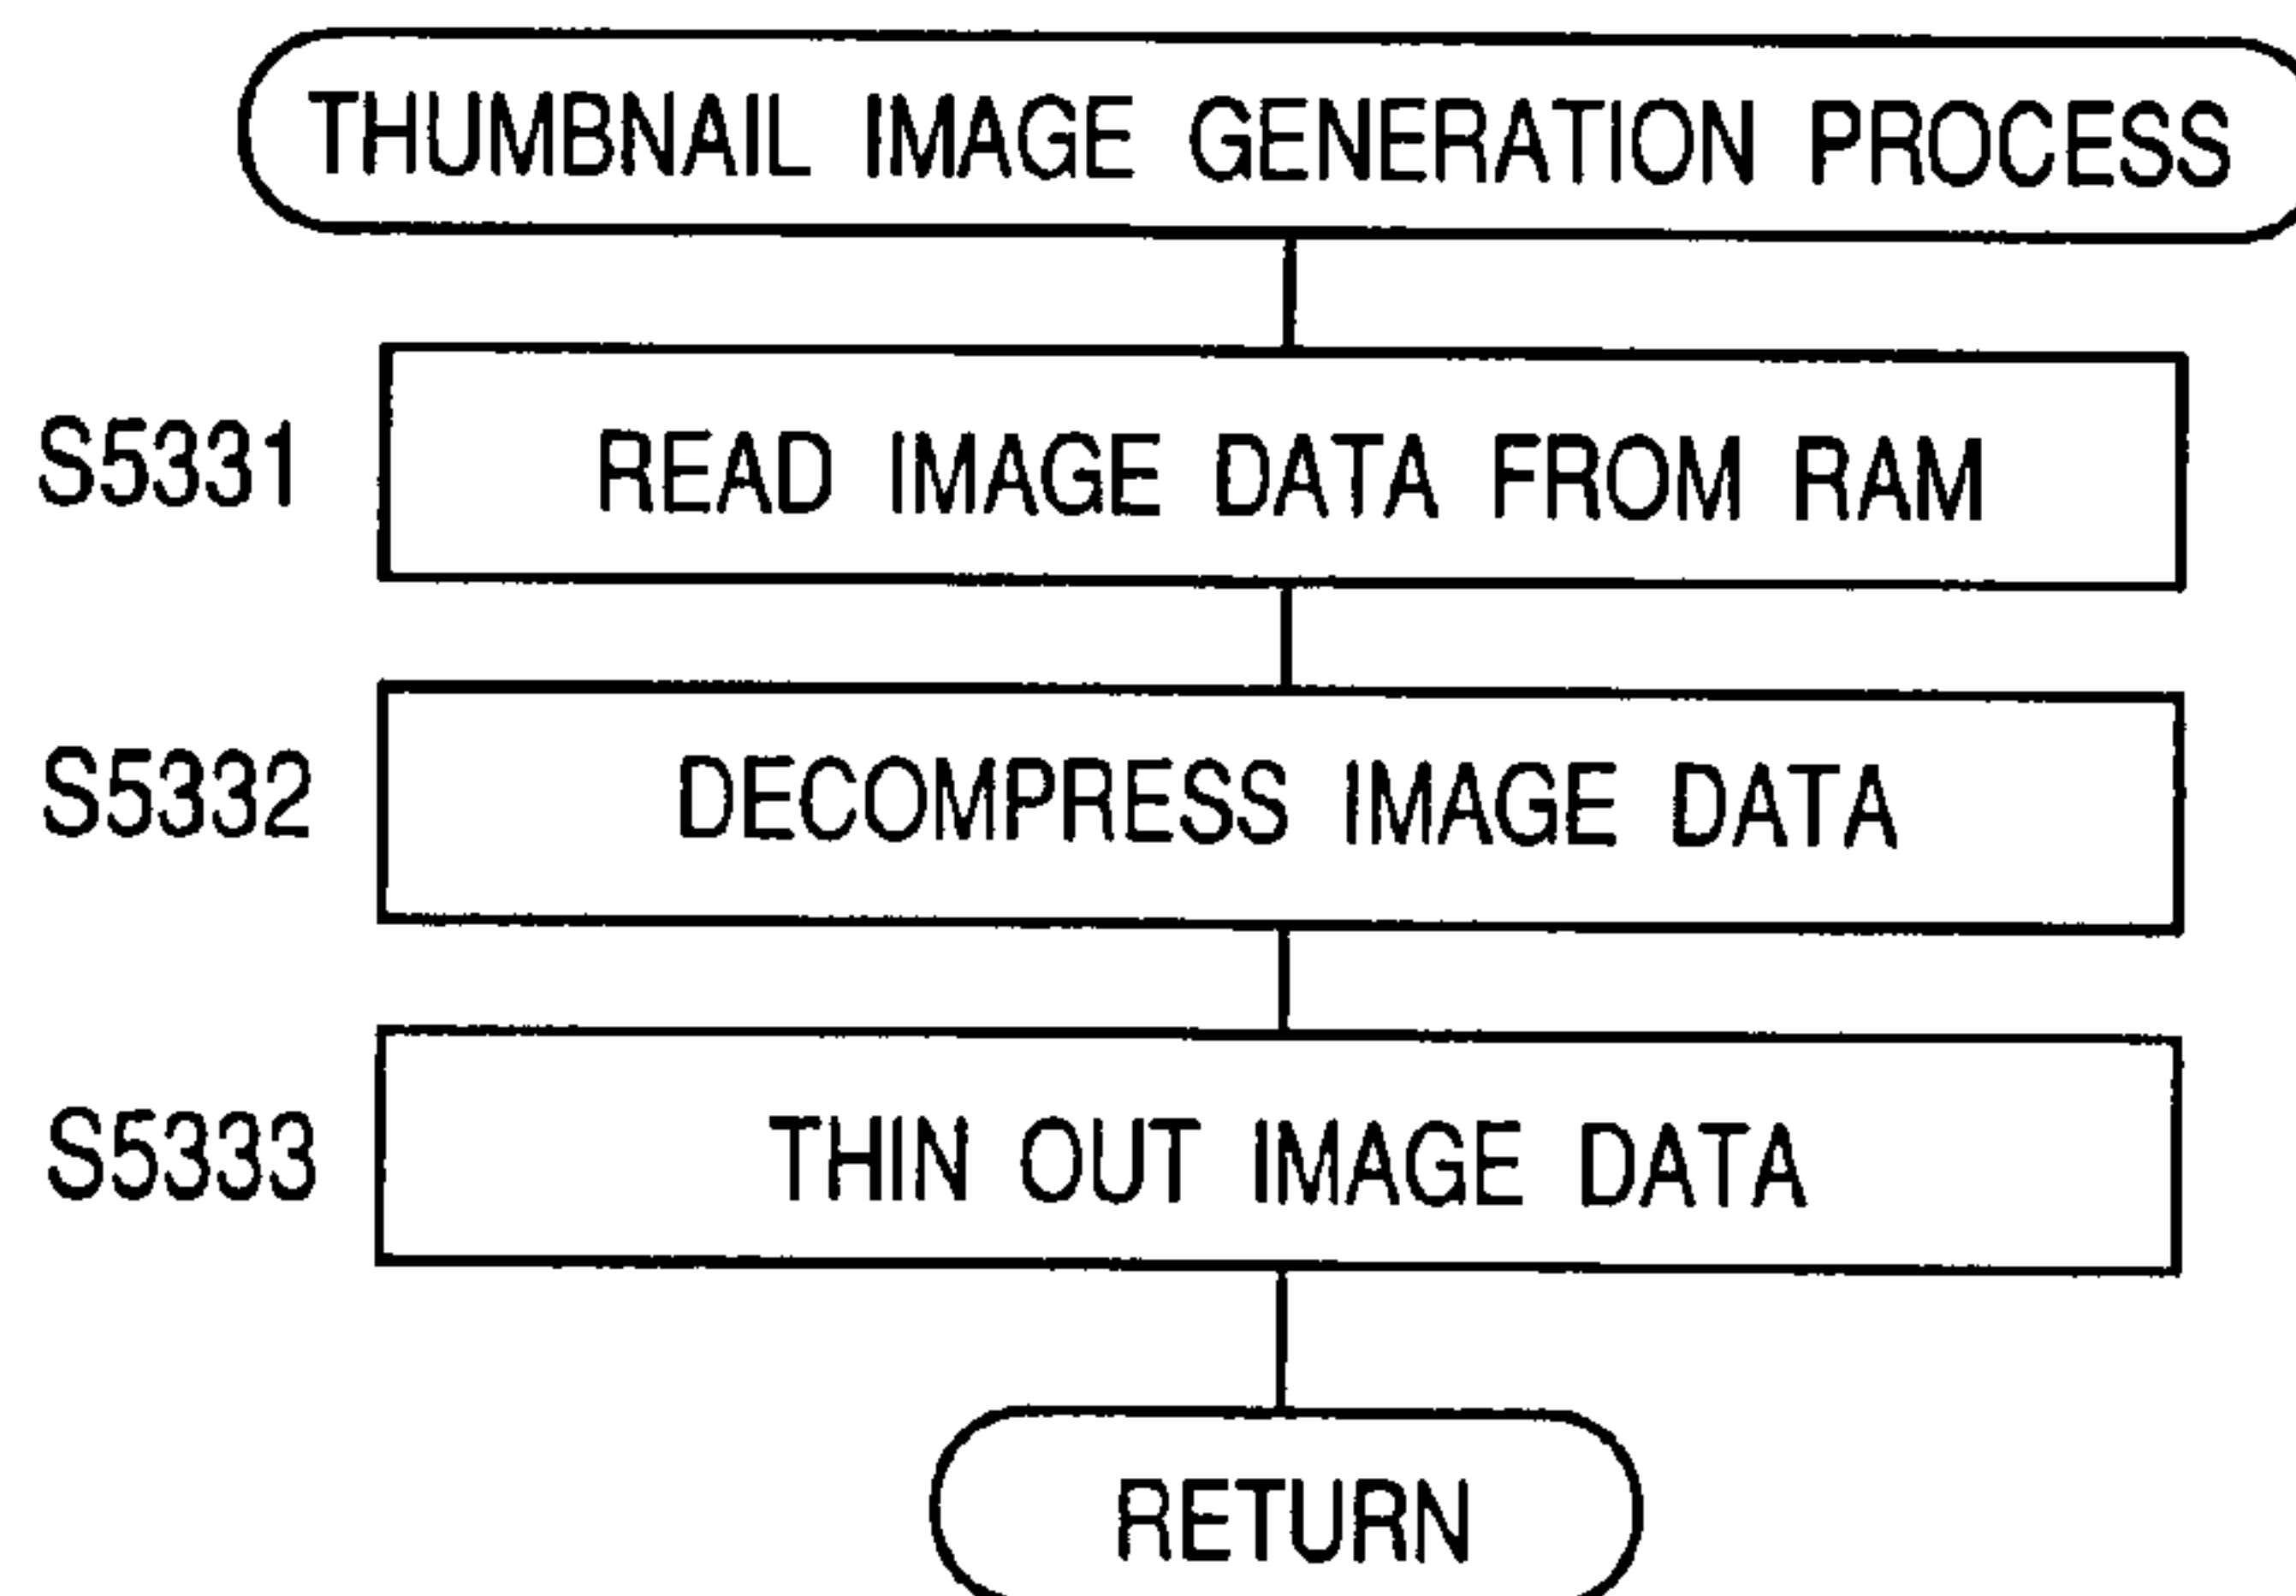 THUMBNAIL IMAGE GENERATION PROCESS
S5331 READ IMAGE DATA FROM RAM
S5332 DECOMPRESS IMAGE DATA
S5333 THIN OUT IMAGE DATA
RETURN